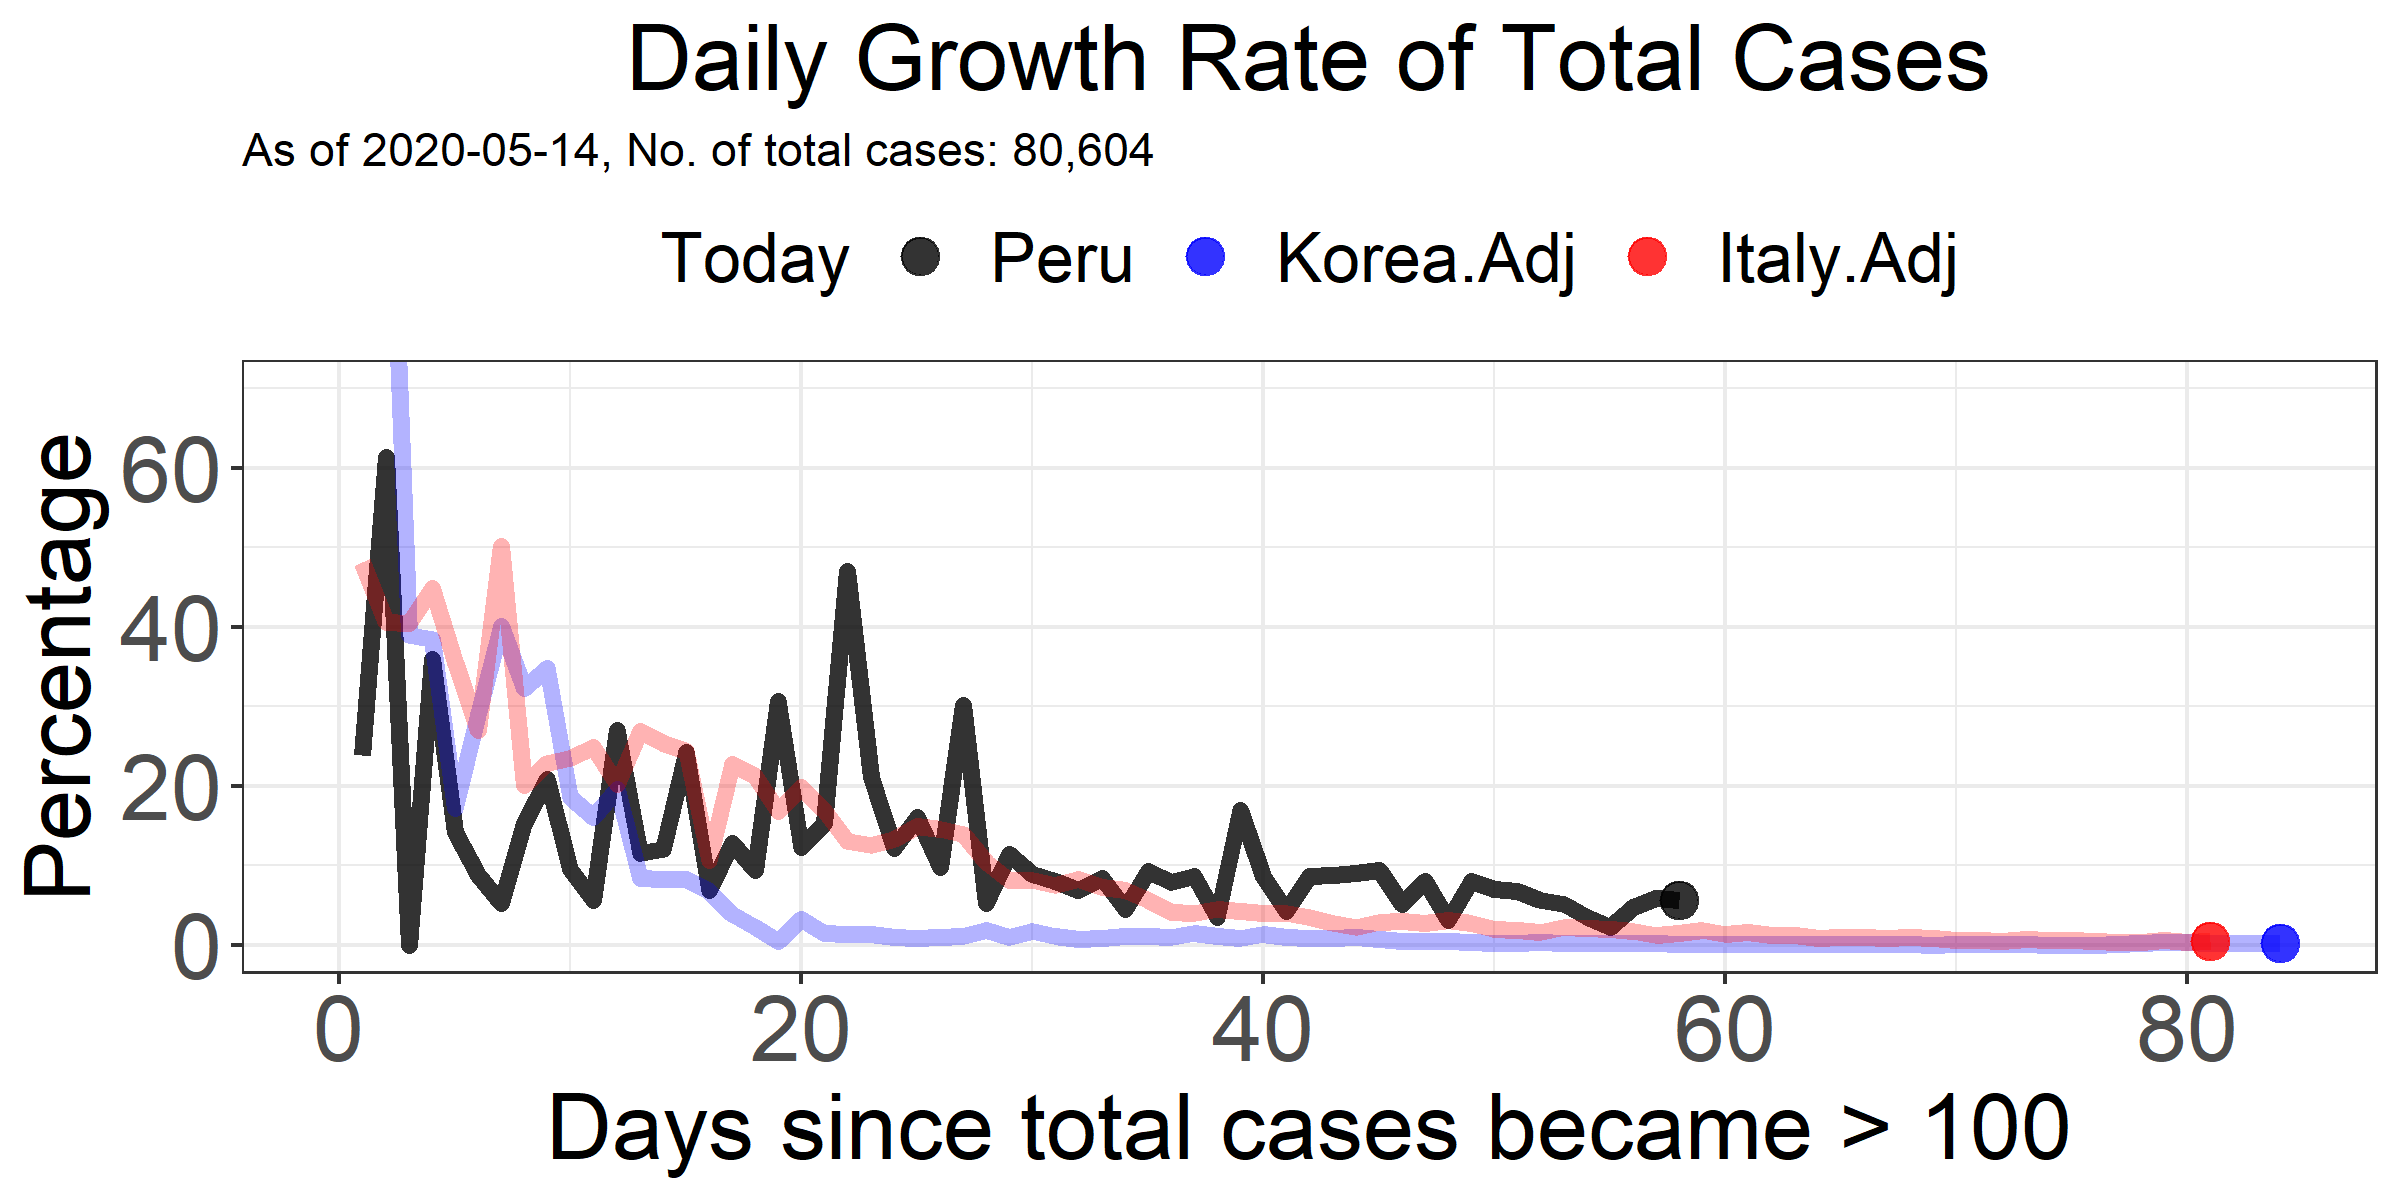 Daily Growth Rate of Total Cases
As of 2020-05-14, No. of total cases: 80,604
Today Peru Korea.Adj Italy.Adj
Percentage
60
40
20
0
0 20 40 60 80
Days since total cases became > 100